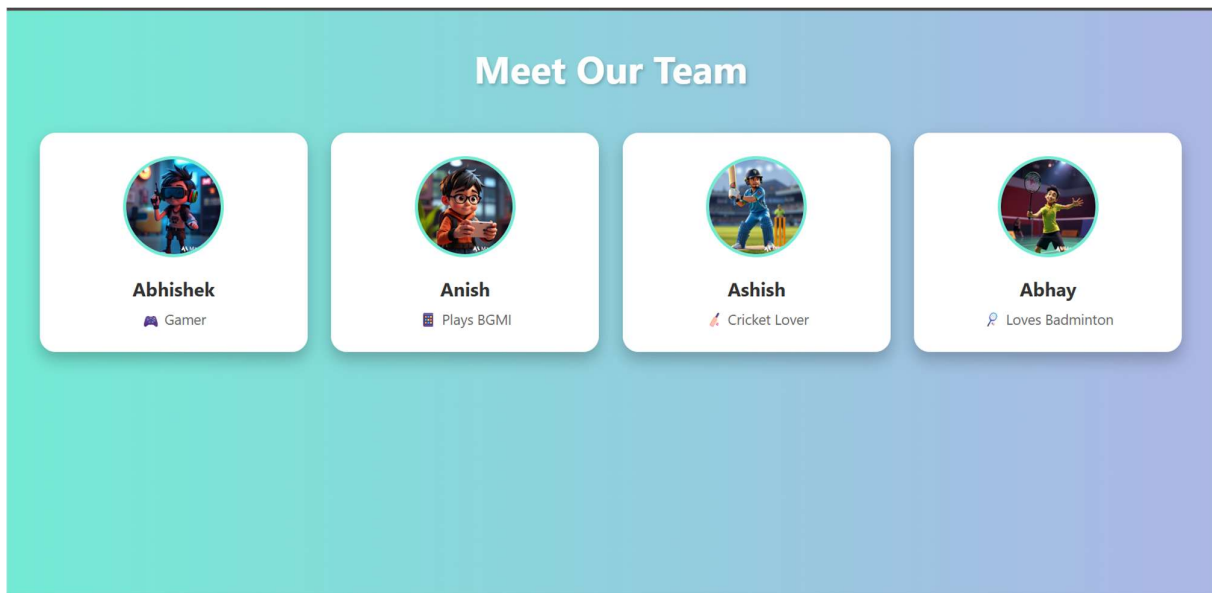 Meet Our Team
Abhishek
🎮 Gamer
Anish
📱 Plays BGMI
Ashish
🏏 Cricket Lover
Abhay
🏸 Loves Badminton